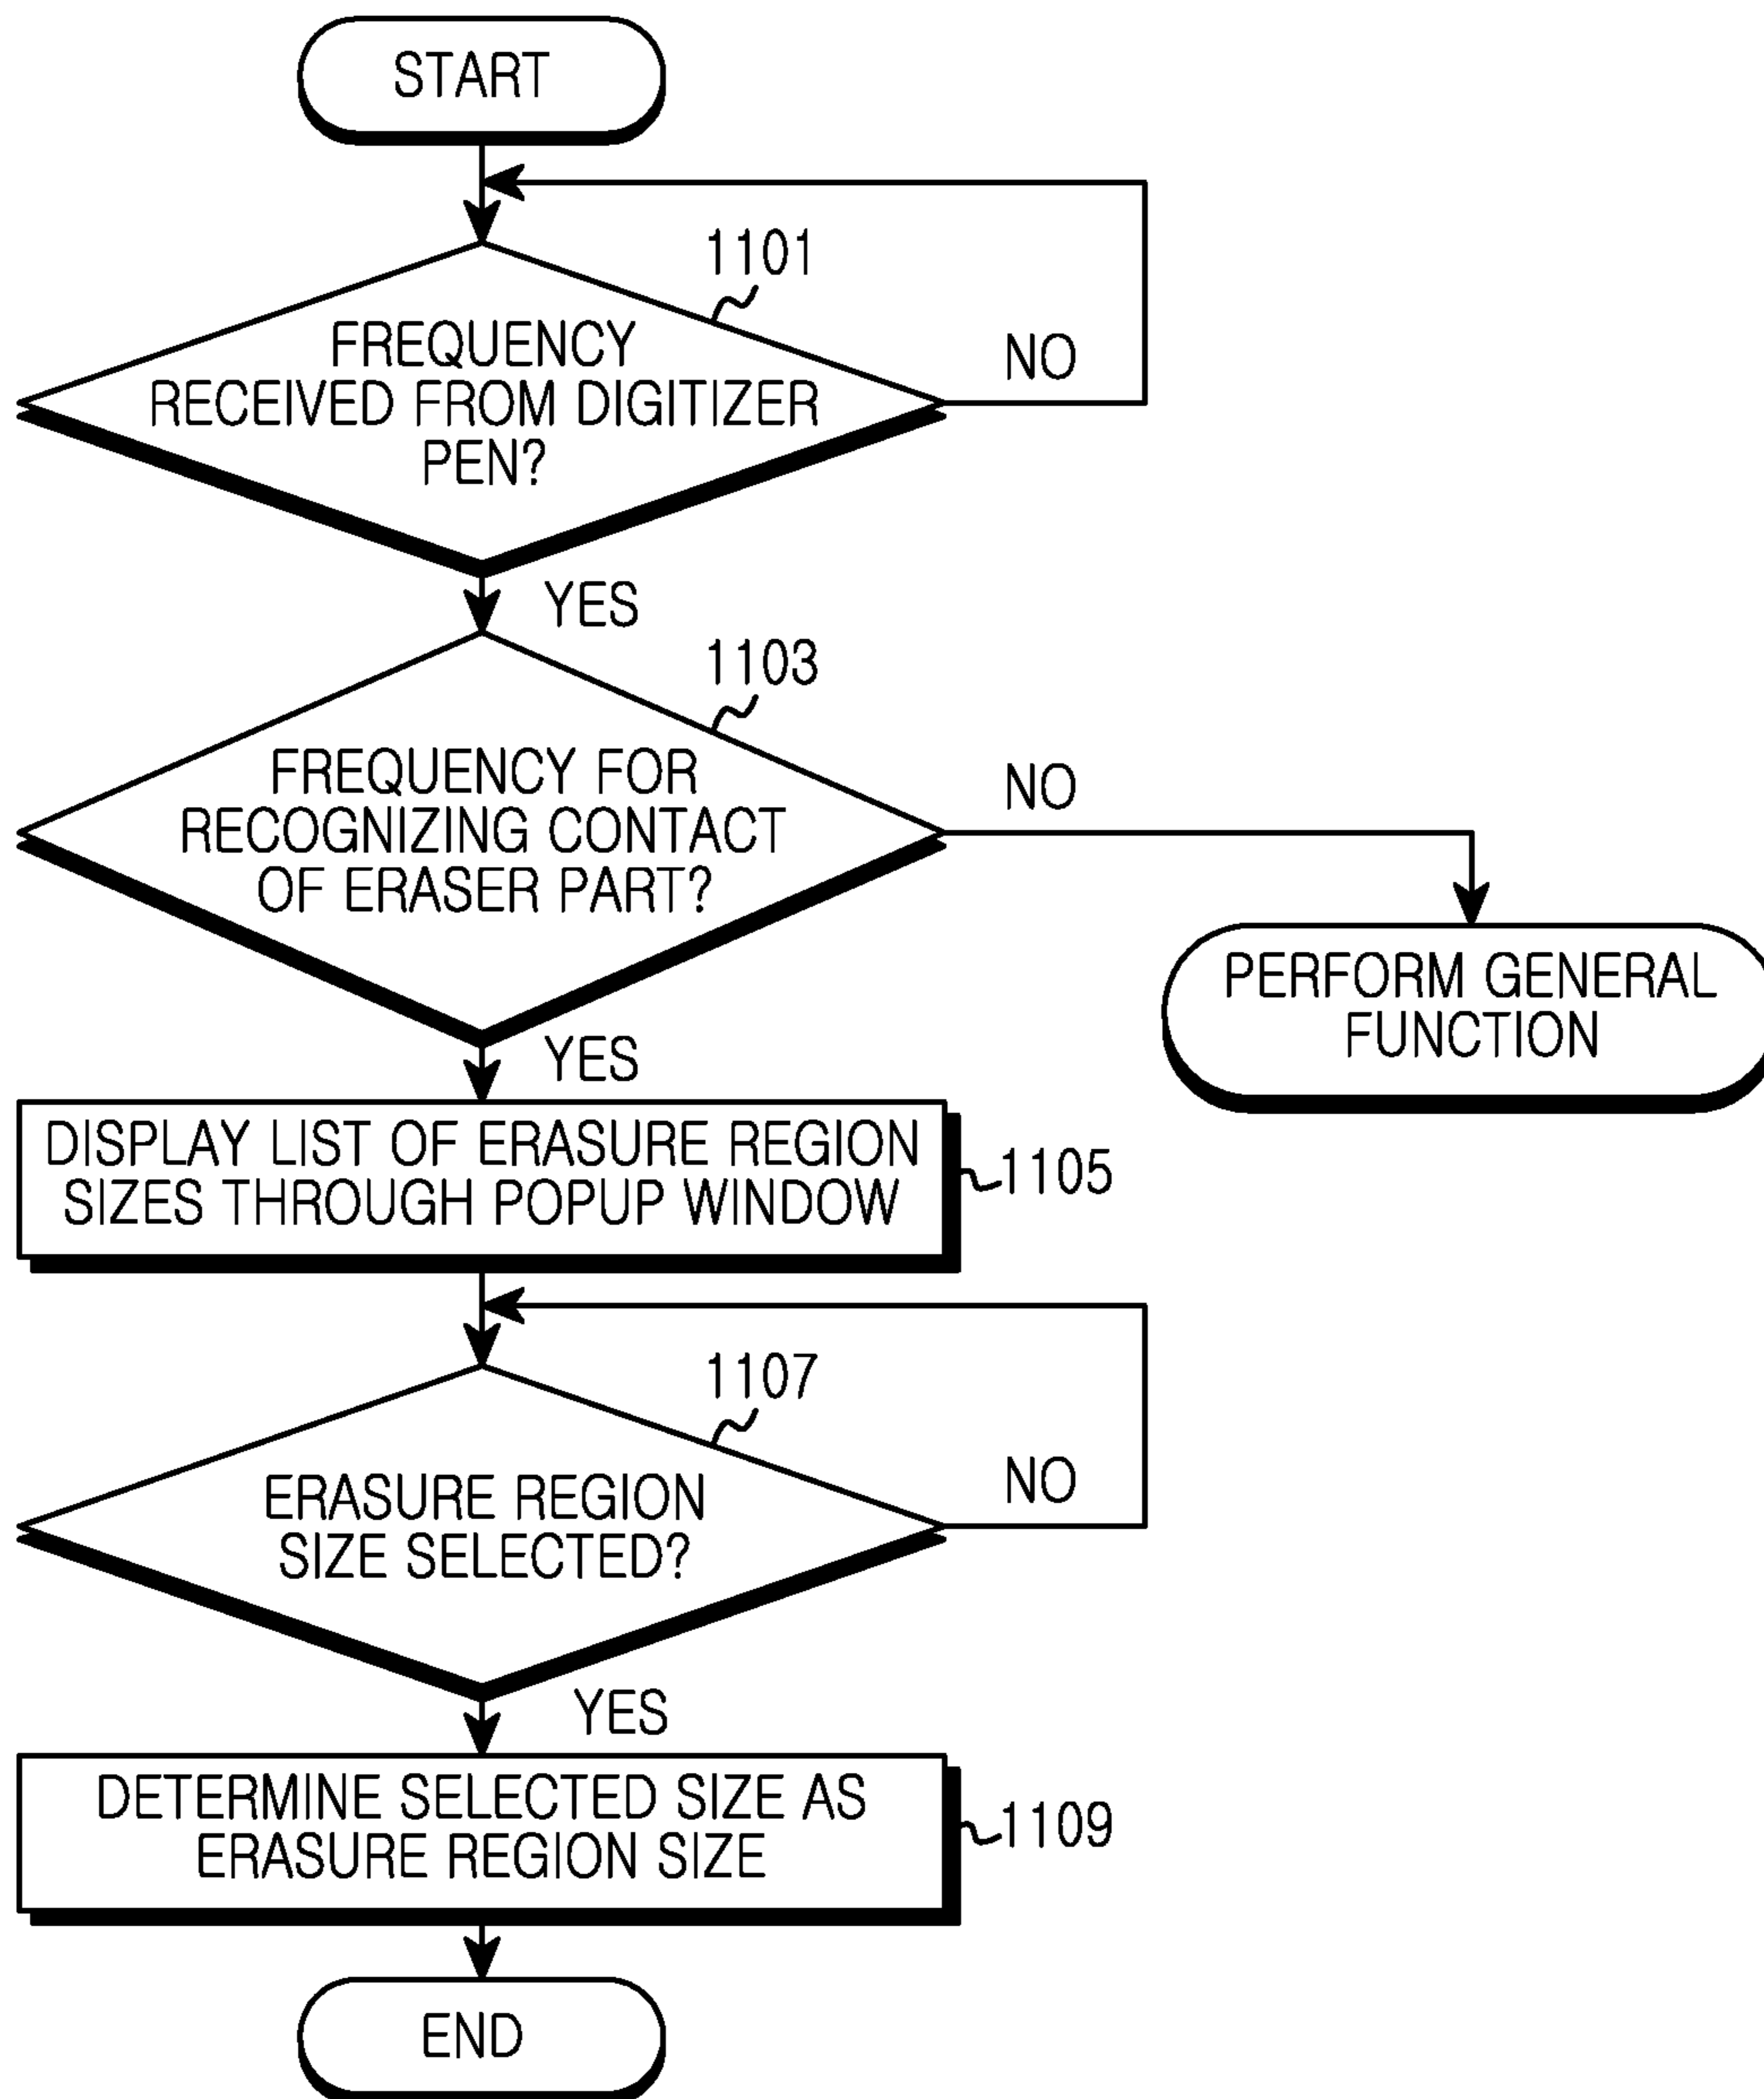 START
1101
FREQUENCY
RECEIVED FROM DIGITIZER
PEN?
NO
YES
1103
FREQUENCY FOR
RECOGNIZING CONTACT
OF ERASER PART?
NO
PERFORM GENERAL
FUNCTION
YES
DISPLAY LIST OF ERASURE REGION
SIZES THROUGH POPUP WINDOW
1105
1107
ERASURE REGION
SIZE SELECTED?
NO
YES
DETERMINE SELECTED SIZE AS
ERASURE REGION SIZE
1109
END